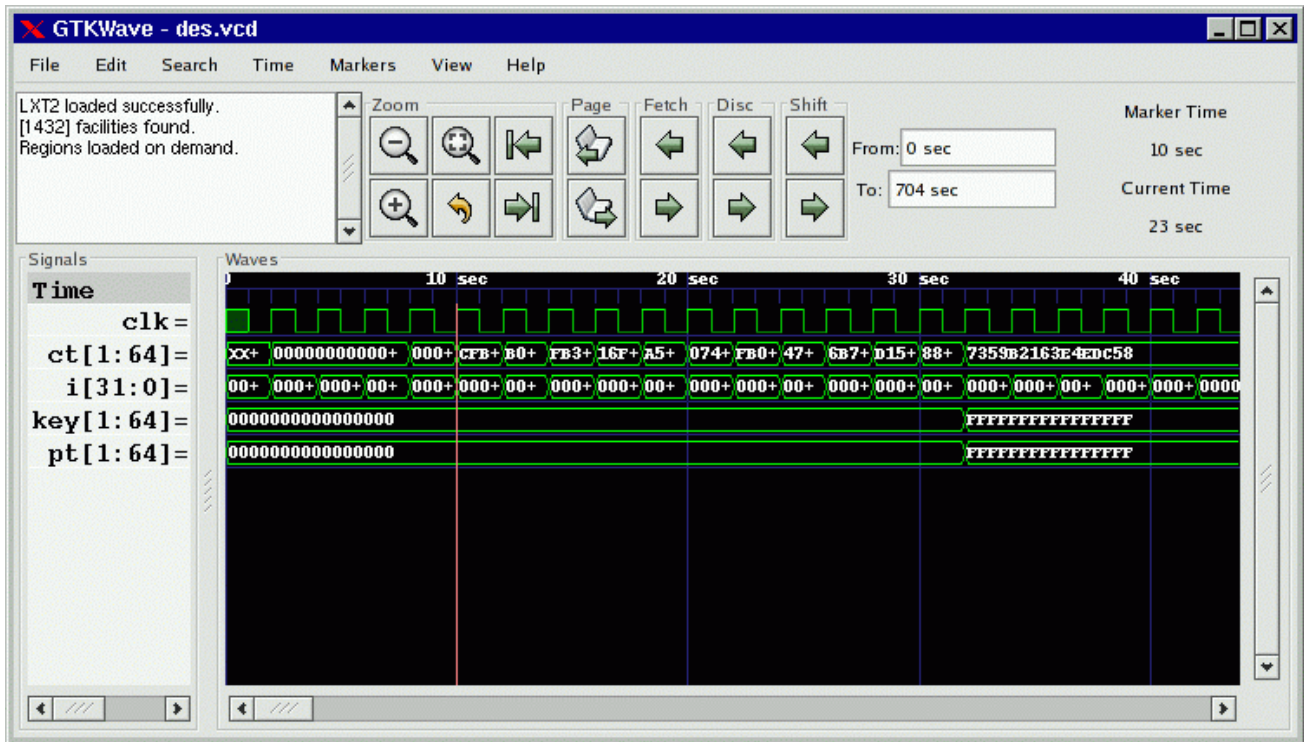 GTKWave - des.vcd
File Edit Search Time Markers View Help
LXT2 loaded successfully.
[1432] facilities found.
Regions loaded on demand.
Zoom Page Fetch Disc Shift
From: 0 sec
To: 704 sec
Marker Time
10 sec
Current Time
23 sec
Signals
Waves
Time
0 10 sec 20 sec 30 sec 40 sec
clk=
ct[1:64]= XX+ 00000000000+ 000+ CFB+ B0+ FB3+ 16F+ A5+ 074+ FB0+ 47+ 6B7+ D15+ 88+ 7359B2163E4EDC58
i[31:0]= 00+ 000+ 000+ 00+ 000+ 000+ 00+ 000+ 000+ 00+ 000+ 000+ 00+ 000+ 000+ 00+ 000+ 000+ 00+ 000+ 000+ 0000
key[1:64]= 0000000000000000 FFFFFFFFFFFFFFFF
pt[1:64]= 0000000000000000 FFFFFFFFFFFFFFFF